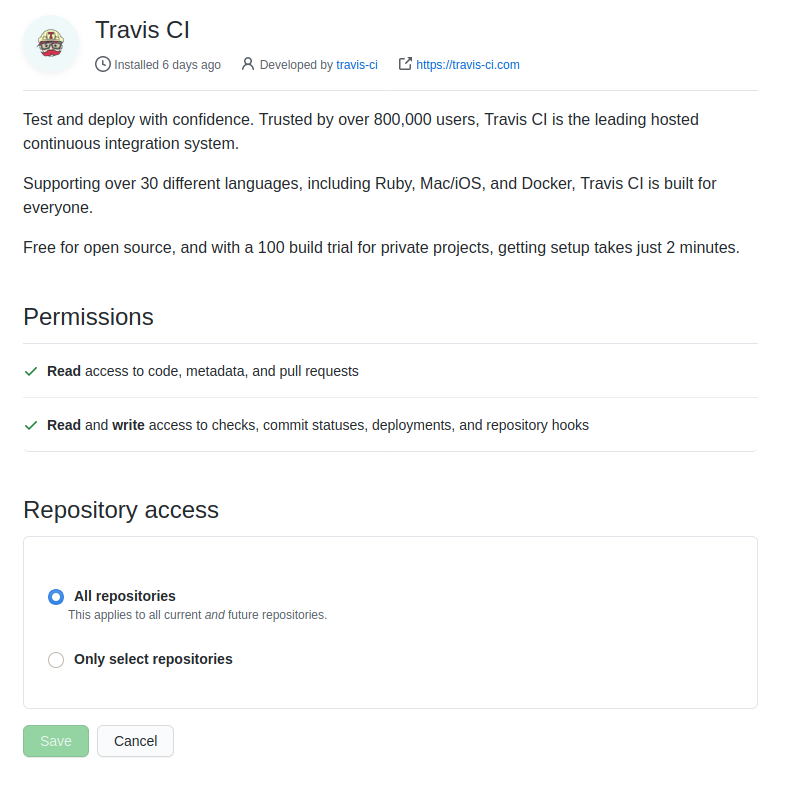 Travis CI
Installed 6 days ago Developed by travis-ci https://travis-ci.com
Test and deploy with confidence. Trusted by over 800,000 users, Travis CI is the leading hosted
continuous integration system.
Supporting over 30 different languages, including Ruby, Mac/iOS, and Docker, Travis CI is built for
everyone.
Free for open source, and with a 100 build trial for private projects, getting setup takes just 2 minutes.
Permissions
Read access to code, metadata, and pull requests
Read and write access to checks, commit statuses, deployments, and repository hooks
Repository access
All repositories
This applies to all current and future repositories.
Only select repositories
Save Cancel